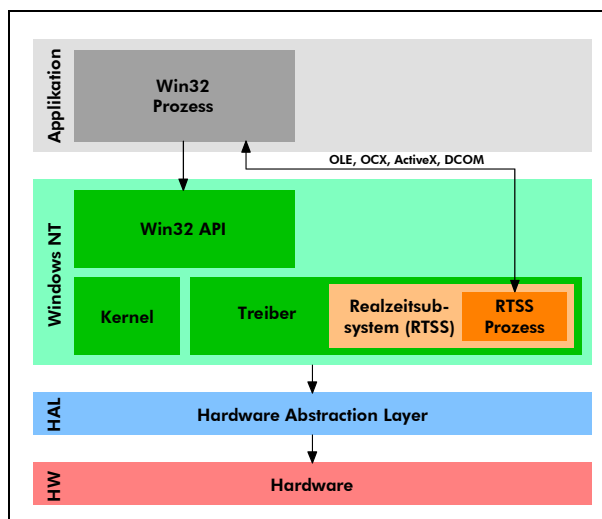 Applikation
Win32
Prozess
OLE, OCX, ActiveX, DCOM
Windows NT
Win32 API
Kernel
Treiber
Realzeitsub-
system (RTSS)
RTSS
Prozess
HAL
Hardware Abstraction Layer
HW
Hardware